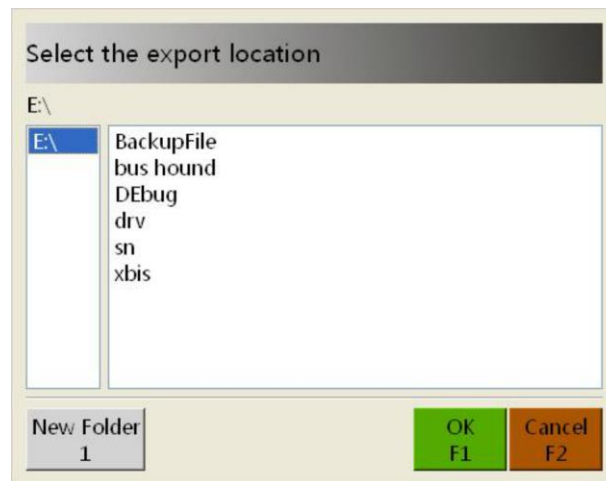 Select the export location
E:\
E:\
BackupFile
bus hound
DEbug
drv
sn
xbis
New Folder
1
OK
F1
Cancel
F2